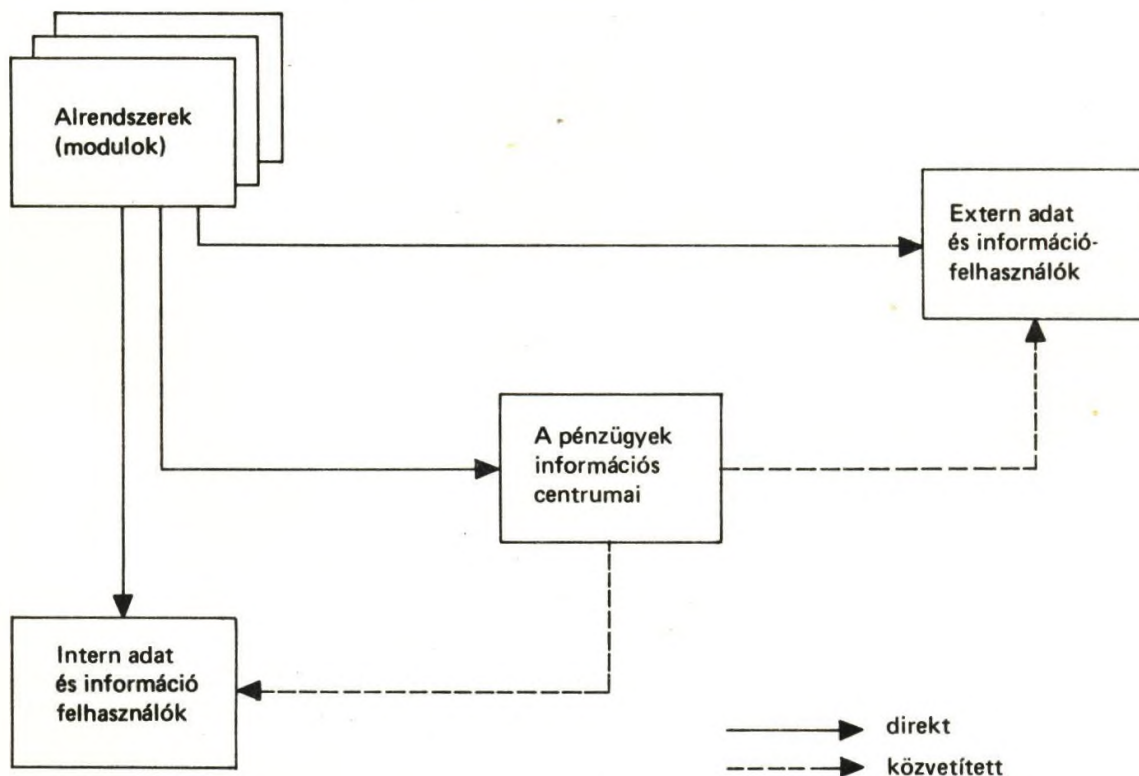 Alrendszerek
(modulok)
Extern adat
és információ-
felhasználók
A pénzügyek
információs
centrumai
Intern adat
és információ
felhasználók
direkt
közvetített